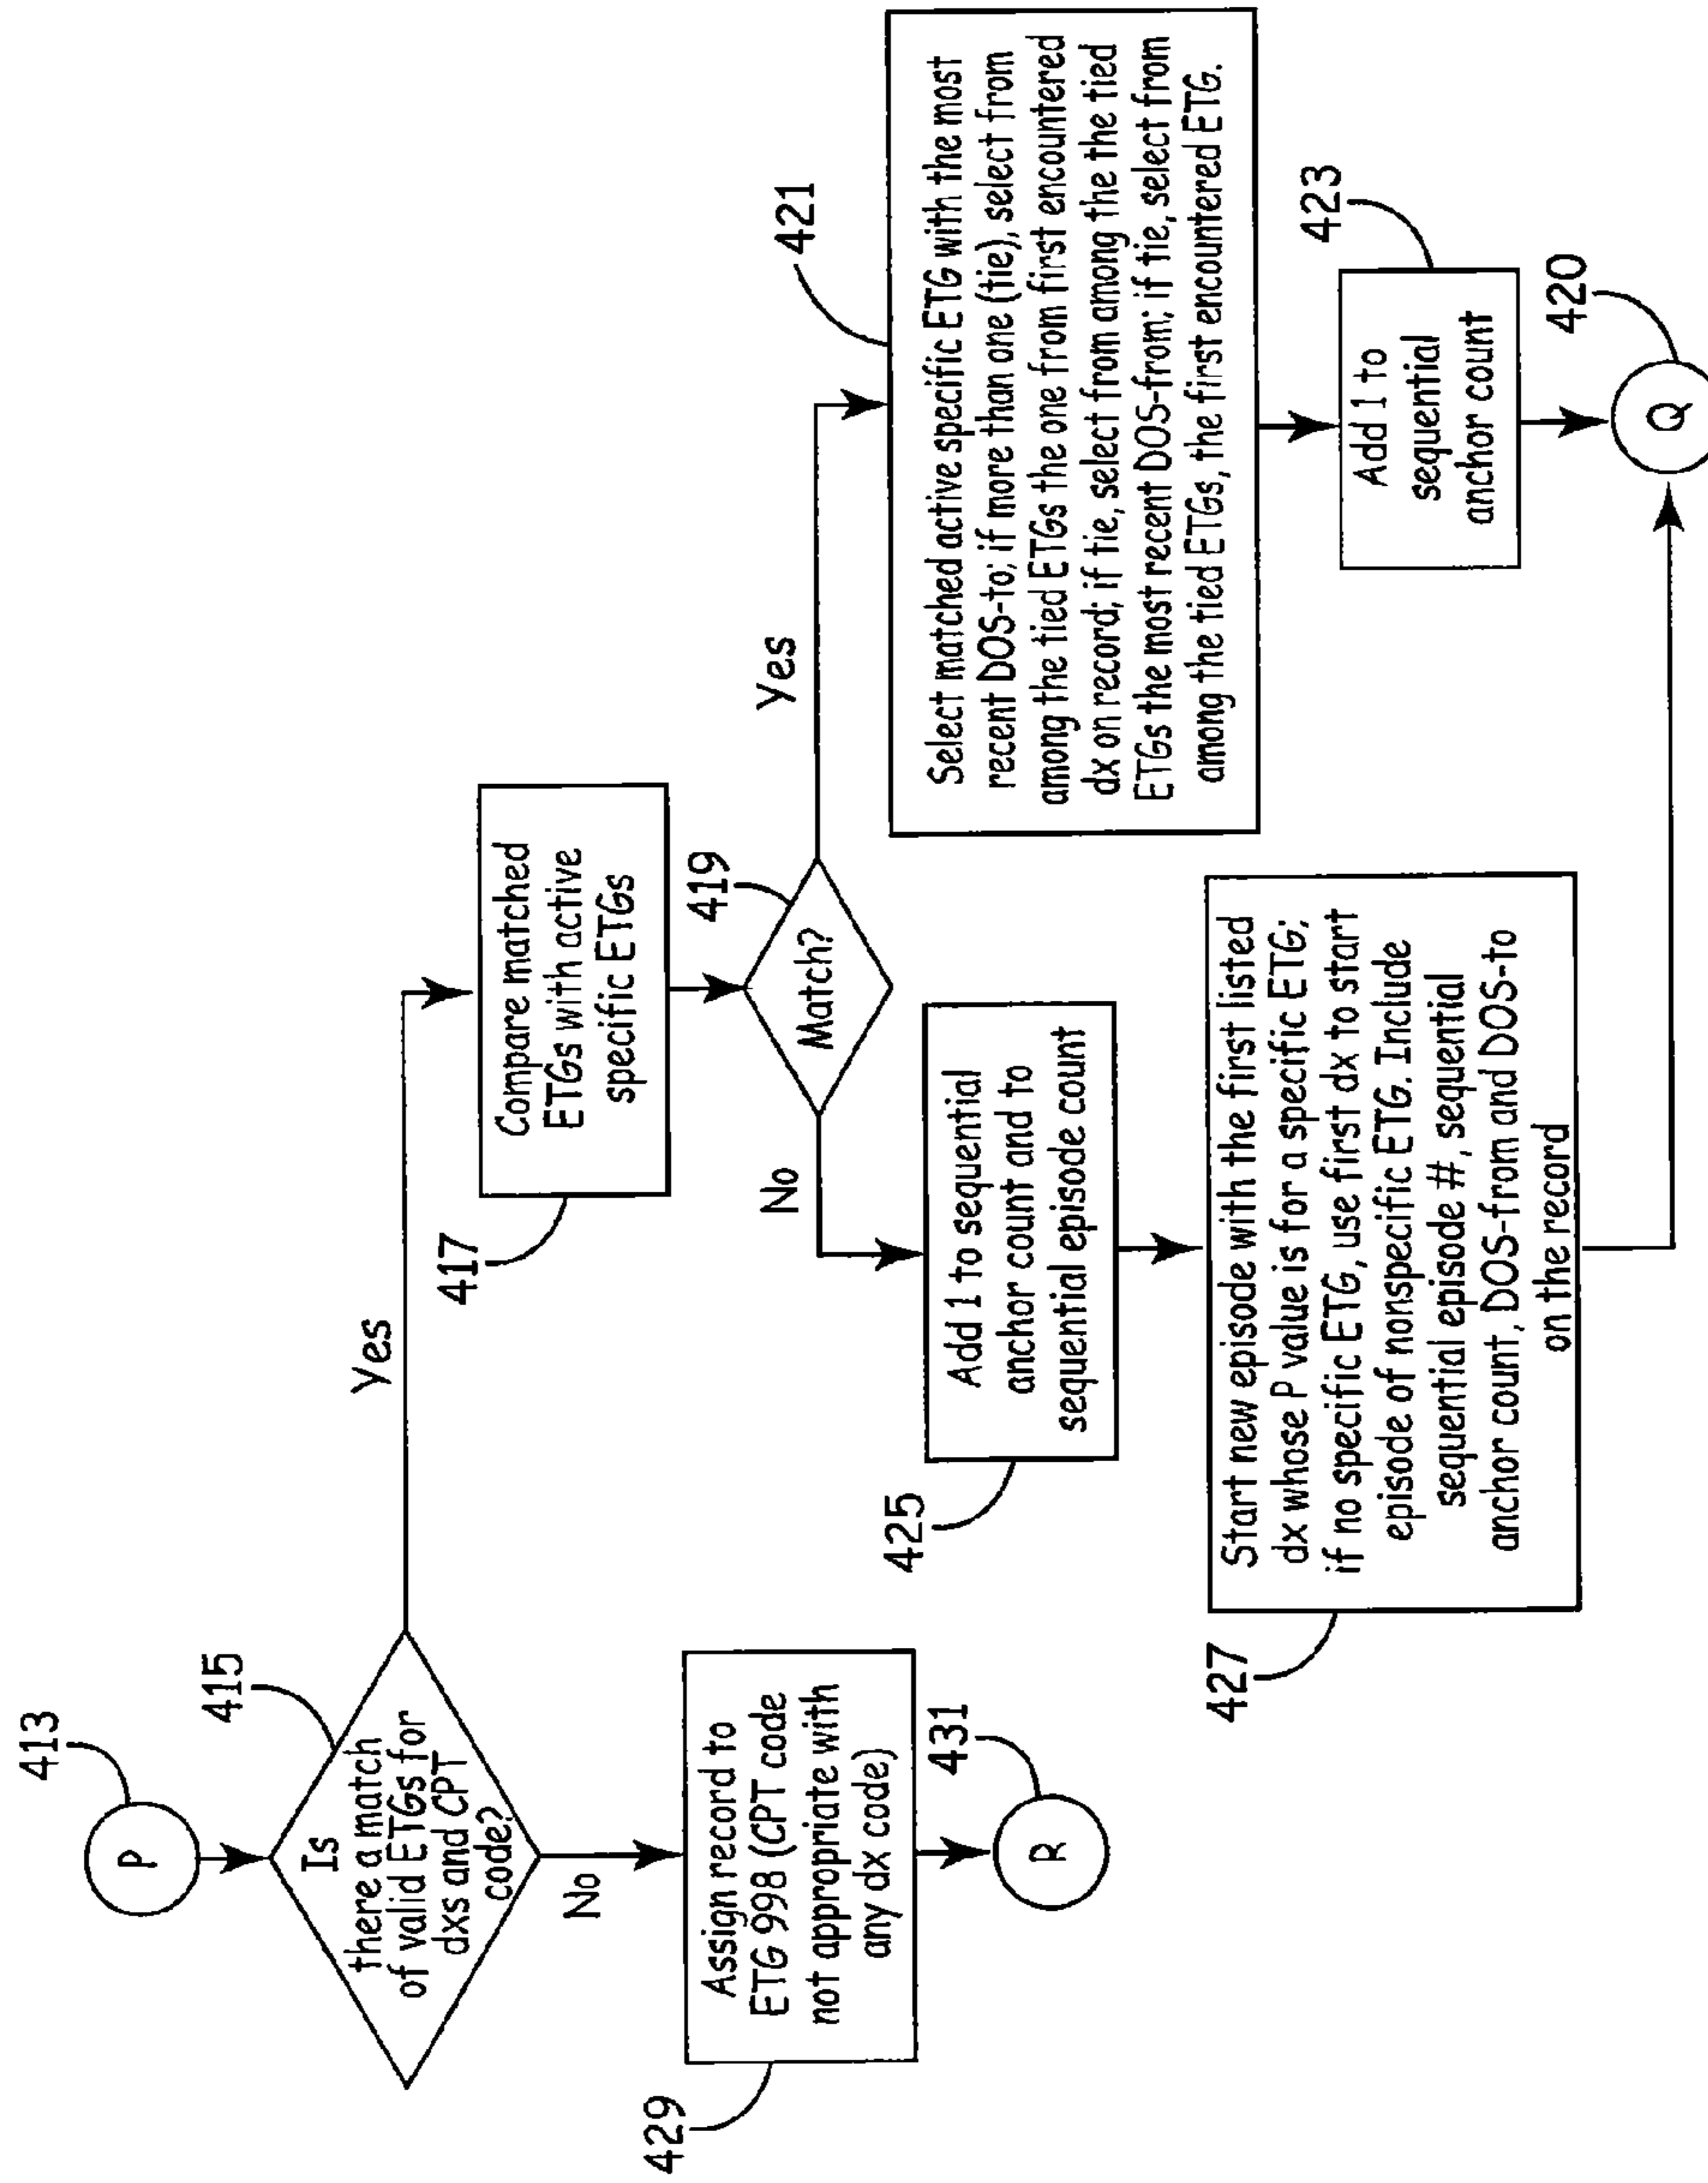 413
P
415
Is
there a match
of valid ETGs for
dxs and CPT
code?
Yes
No
417
Compare matched
ETGs with active
specific ETGs
419
Match?
Yes
No
421
Select matched active specific ETG with the most
recent DOS-to; if more than one (tie), select from
among the tied ETGs the one from first encountered
dx on record; if tie, select from among the the tied
ETGs the most recent DOS-from; if tie, select from
among the tied ETGs, the first encountered ETG.
423
Add 1 to
sequential
anchor count
420
Q
425
Add 1 to sequential
anchor count and to
sequential episode count
427
Start new episode with the first listed
dx whose P value is for a specific ETG;
if no specific ETG, use first dx to start
episode of nonspecific ETG. Include
sequential episode #, sequential
anchor count, DOS-from and DOS-to
on the record
429
Assign record to
ETG 998 (CPT code
not appropriate with
any dx code)
431
R